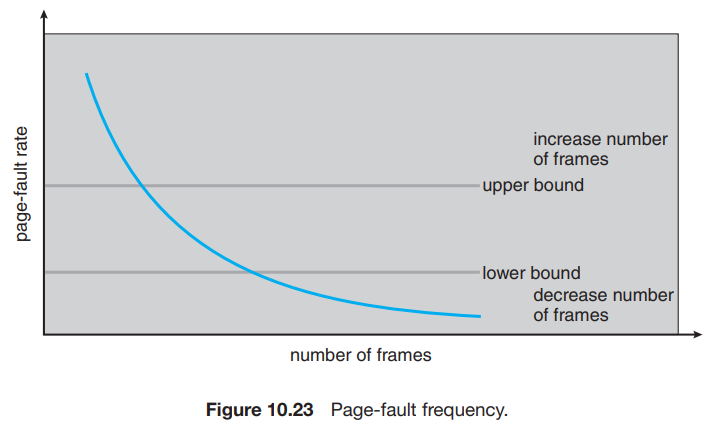 increase number
of frames
upper bound
page-fault rate
lower bound
decrease number
of frames
number of frames
Figure 10.23 Page-fault frequency.